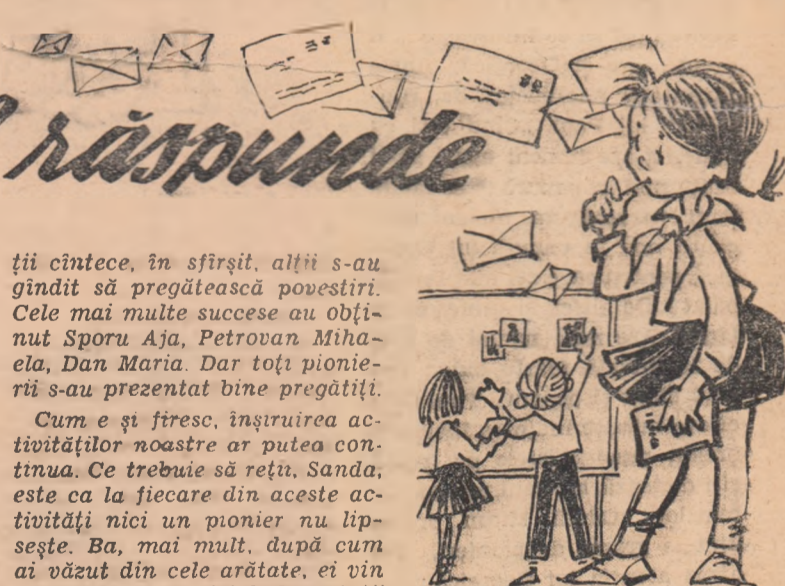 răspunde
ții cîntece, în sfîrșit, alții s-au
gîndit să pregătească povestiri.
Cele mai multe succese au obți-
nut Sporu Aja, Petrovan Miha-
ela, Dan Maria. Dar toți pionie-
rii s-au prezentat bine pregătiți.
Cum e și firesc, înșiruirea ac-
tivităților noastre ar putea con-
tinua. Ce trebuie să reții, Sanda,
este ca la fiecare din aceste ac-
tivități nici un pionier nu lip-
sește. Ba, mai mult, după cum
ai văzut din cele arătate, ei vin